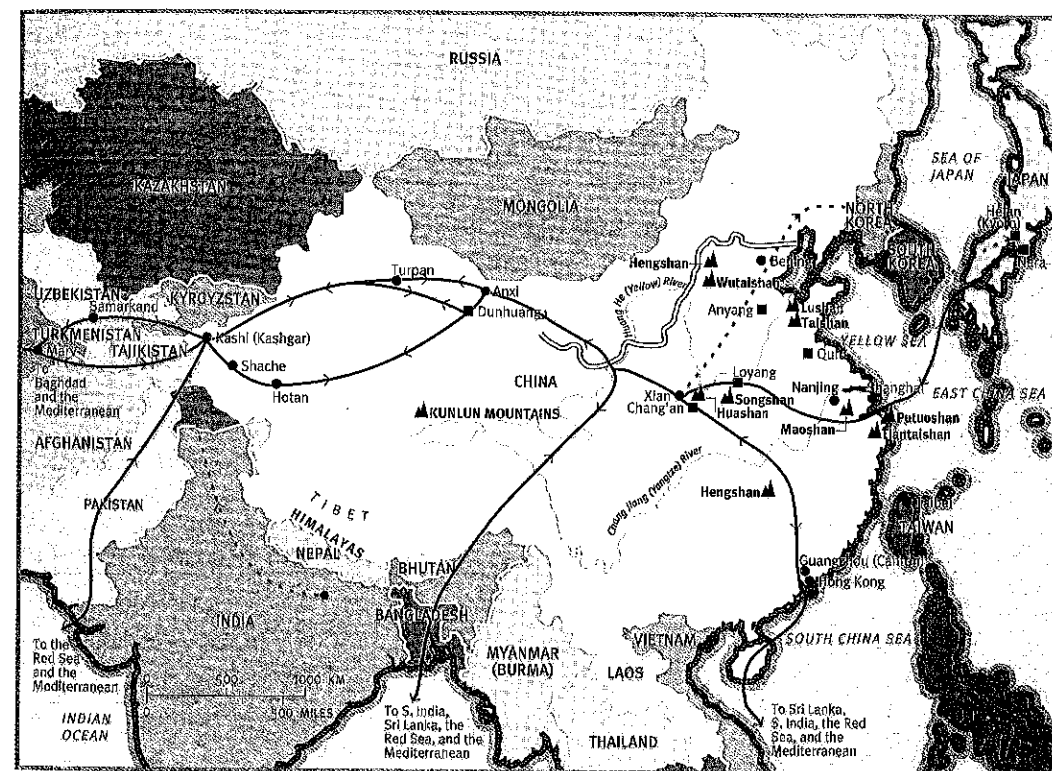 RUSSIA
KAZAKHSTAN
MONGOLIA
SEA OF
JAPAN
JAPAN
NORTH
KOREA
SOUTH
KOREA
Heian
(Kyoto)
Nara
Hengshan
Beijing
Wutaishan
Huang He (Yellow) River
Turpan
Anxi
Dunhuang
Anyang
Lushan
Taishan
YELLOW SEA
Qufu
UZBEKISTAN
Samarkand
KYRGYZSTAN
TURKMENISTAN
Merv
TAJIKISTAN
Kashi (Kashgar)
Shache
Hotan
To
Baghdad
and the
Mediterranean
CHINA
KUNLUN MOUNTAINS
Xian
Chang'an
Loyang
Songshan
Huashan
Nanjing
Shanghai
Maoshan
EAST CHINA SEA
Putuoshan
Tiantaishan
AFGHANISTAN
PAKISTAN
TIBET
HIMALAYAS
NEPAL
BHUTAN
Chang Jiang (Yangtze) River
Hengshan
TAIWAN
Guangzhou (Canton)
Hong Kong
INDIA
BANGLADESH
MYANMAR
(BURMA)
VIETNAM
LAOS
SOUTH CHINA SEA
To the
Red Sea
and the
Mediterranean
0 500 1000 KM
500 MILES
INDIAN
OCEAN
To S. India,
Sri Lanka, the
Red Sea, and the
Mediterranean
THAILAND
To Sri Lanka,
S. India, the Red
Sea, and the
Mediterranean